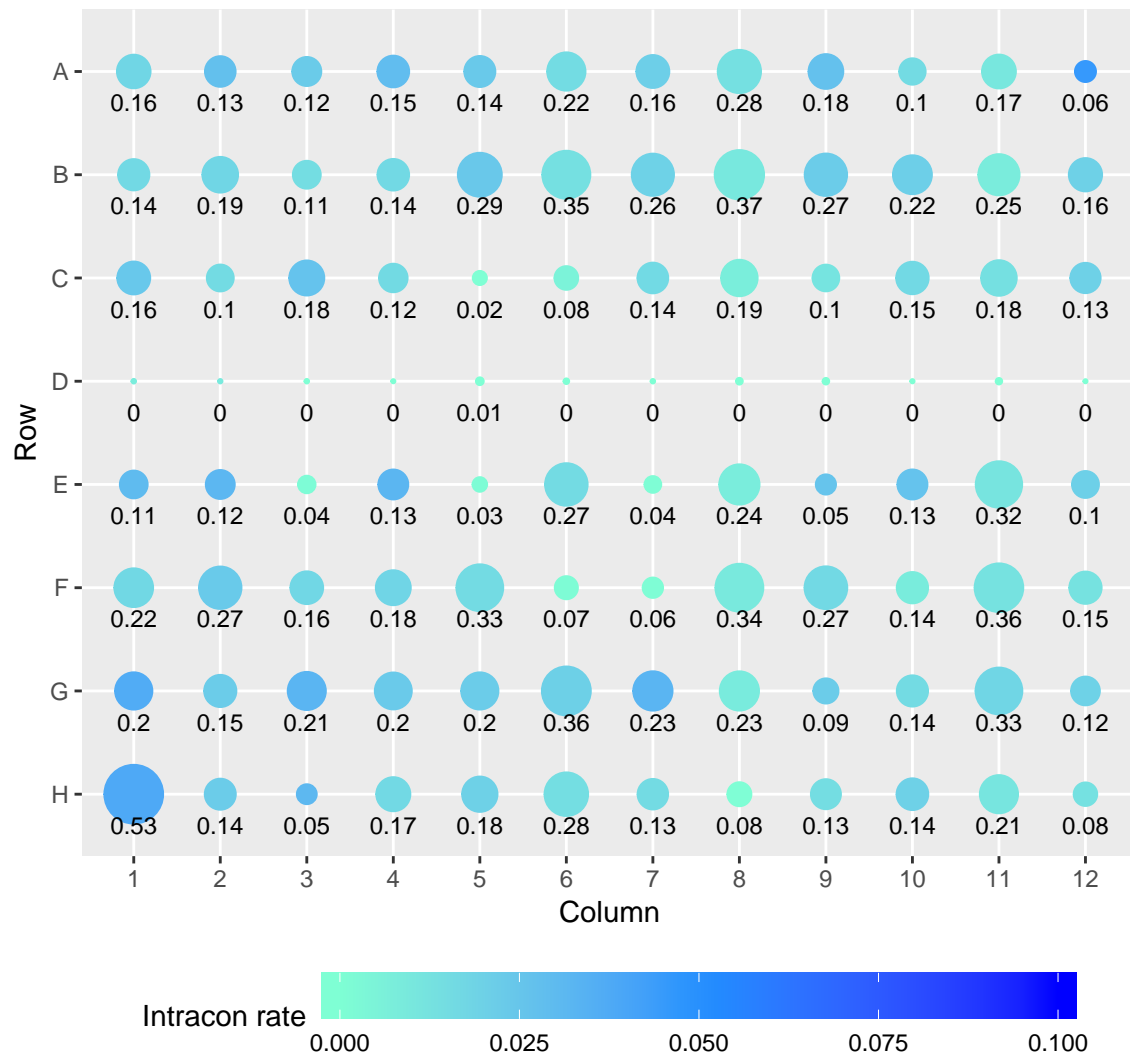 A
0.16 0.13 0.12 0.15 0.14 0.22 0.16 0.28 0.18 0.1 0.17 0.06
B
0.14 0.19 0.11 0.14 0.29 0.35 0.26 0.37 0.27 0.22 0.25 0.16
C
0.16 0.1 0.18 0.12 0.02 0.08 0.14 0.19 0.1 0.15 0.18 0.13
D
0 0 0 0 0.01 0 0 0 0 0 0 0
Row
E
0.11 0.12 0.04 0.13 0.03 0.27 0.04 0.24 0.05 0.13 0.32 0.1
F
0.22 0.27 0.16 0.18 0.33 0.07 0.06 0.34 0.27 0.14 0.36 0.15
G
0.2 0.15 0.21 0.2 0.2 0.36 0.23 0.23 0.09 0.14 0.33 0.12
H
0.53 0.14 0.05 0.17 0.18 0.28 0.13 0.08 0.13 0.14 0.21 0.08
1 2 3 4 5 6 7 8 9 10 11 12
Column
Intracon rate
0.000 0.025 0.050 0.075 0.100